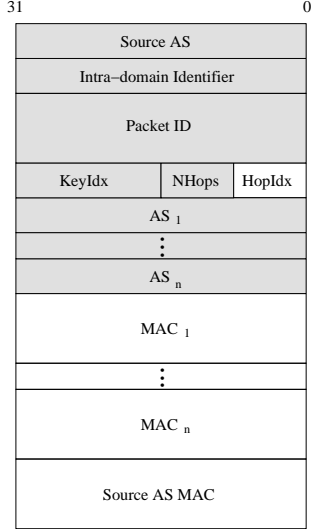 31 0
Source AS
Intra−domain Identifier
Packet ID
KeyIdx NHops HopIdx
AS 1
⋮
AS n
MAC 1
⋮
MAC n
Source AS MAC